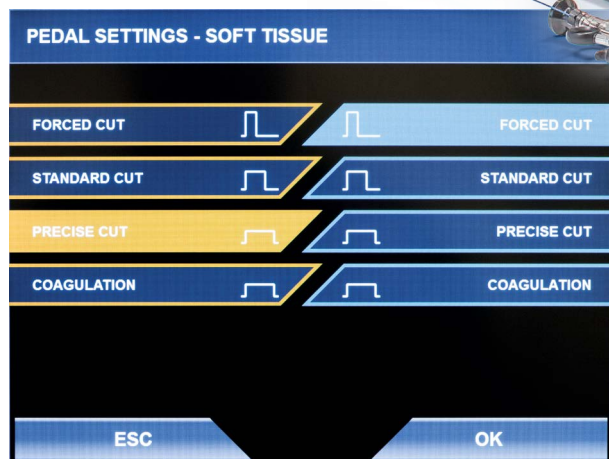 PEDAL SETTINGS - SOFT TISSUE
FORCED CUT FORCED CUT
STANDARD CUT STANDARD CUT
PRECISE CUT PRECISE CUT
COAGULATION COAGULATION
ESC OK